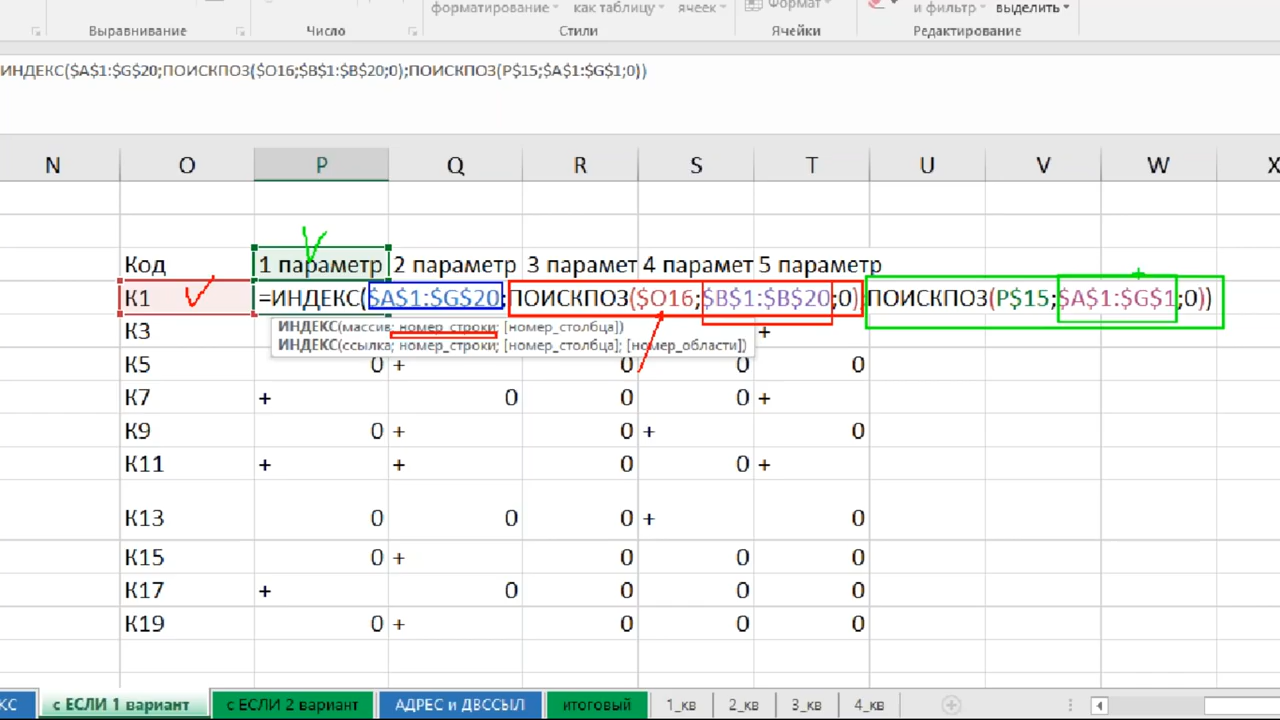 форматирование как таблицу ячеек Формат и фильтр выделить
Выравнивание Число Стили Ячейки Редактирование
ИНДЕКС($A$1:$G$20;ПОИСКПОЗ($O16;$B$1:$B$20;0);ПОИСКПОЗ(P$15;$A$1:$G$1;0))
N O P Q R S T U V W X
Код 1 параметр 2 параметр 3 парамет 4 парамет 5 параметр
К1 =ИНДЕКС($A$1:$G$20;ПОИСКПОЗ($O16;$B$1:$B$20;0);ПОИСКПОЗ(P$15;$A$1:$G$1;0))
ИНДЕКС(массив; номер_строки; [номер_столбца])
К3 +
ИНДЕКС(ссылка; номер_строки; [номер_столбца]; [номер_области])
К5 0 + 0 0 0
К7 + 0 0 0 +
К9 0 + 0 + 0
К11 + + 0 0 +
К13 0 0 0 + 0
К15 0 + 0 0 0
К17 + 0 0 0 0
К19 0 + 0 0 0
КС с ЕСЛИ 1 вариант с ЕСЛИ 2 вариант АДРЕС и ДВССЫЛ итоговый 1_кв 2_кв 3_кв 4_кв